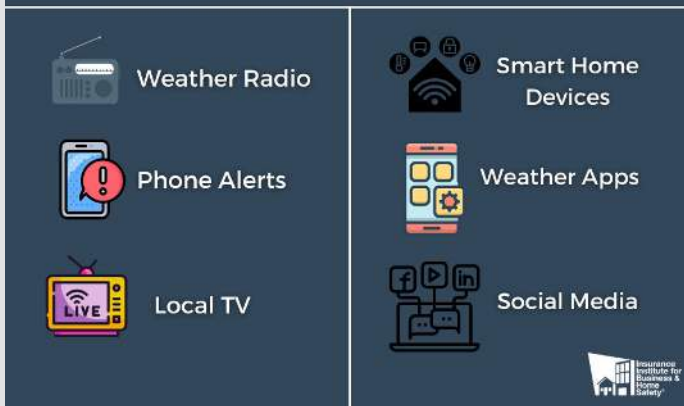 Weather Radio
Phone Alerts
LIVE
Local TV
Smart Home
Devices
Weather Apps
Social Media
f
in
Insurance
Institute for
Business &
Home
Safety®